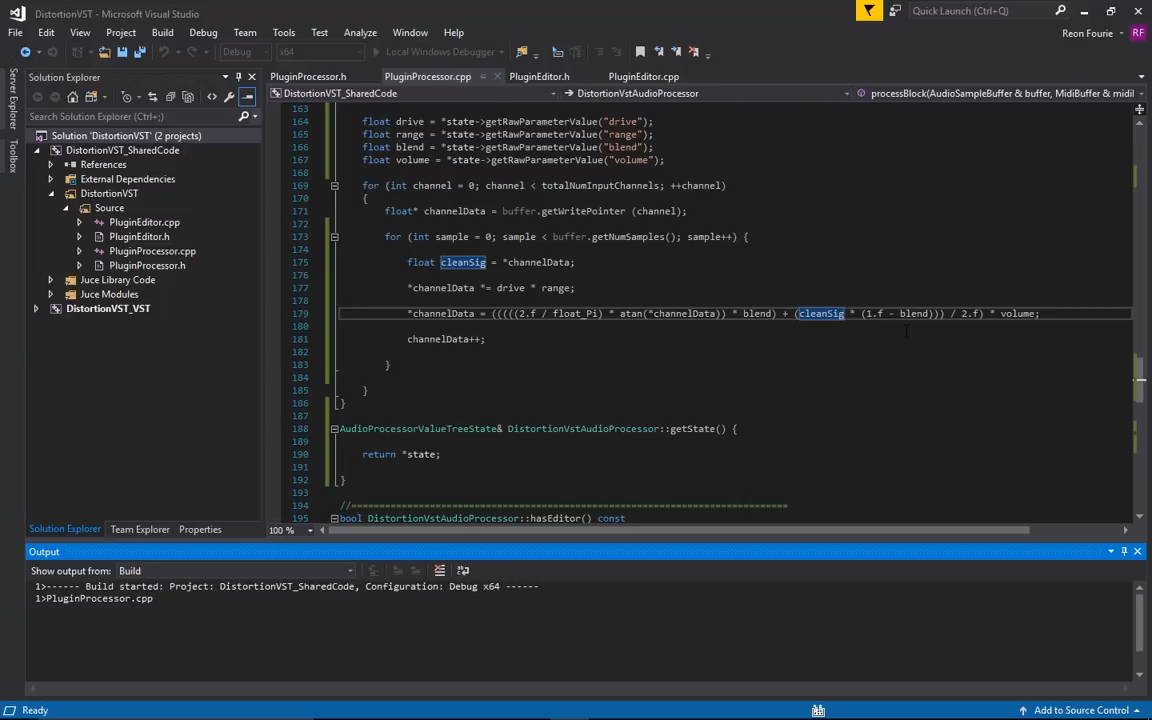 DistortionVST - Microsoft Visual Studio
Quick Launch (Ctrl+Q)
File Edit View Project Build Debug Team Tools Test Analyze Window Help
Reon Fourie RF
Debug x64 Local Windows Debugger
Server Explorer
Toolbox
Solution Explorer
Search Solution Explorer (Ctrl+;)
Solution 'DistortionVST' (2 projects)
DistortionVST_SharedCode
References
External Dependencies
DistortionVST
Source
PluginEditor.cpp
PluginEditor.h
PluginProcessor.cpp
PluginProcessor.h
Juce Library Code
Juce Modules
DistortionVST_VST
Solution Explorer Team Explorer Properties
PluginProcessor.h PluginProcessor.cpp PluginEditor.h PluginEditor.cpp
DistortionVST_SharedCode DistortionVstAudioProcessor processBlock(AudioSampleBuffer & buffer, MidiBuffer & midil
163
164 float drive = *state->getRawParameterValue("drive");
165 float range = *state->getRawParameterValue("range");
166 float blend = *state->getRawParameterValue("blend");
167 float volume = *state->getRawParameterValue("volume");
168
169 for (int channel = 0; channel < totalNumInputChannels; ++channel)
170 {
171 float* channelData = buffer.getWritePointer (channel);
172
173 for (int sample = 0; sample < buffer.getNumSamples(); sample++) {
174
175 float cleanSig = *channelData;
176
177 *channelData *= drive * range;
178
179 *channelData = (((((2.f / float_Pi) * atan(*channelData)) * blend) + (cleanSig * (1.f - blend))) / 2.f) * volume;
180
181 channelData++;
182
183 }
184
185 }
186 }
187
188 AudioProcessorValueTreeState& DistortionVstAudioProcessor::getState() {
189
190 return *state;
191
192 }
193
194 //==============================================================================
195 bool DistortionVstAudioProcessor::hasEditor() const
100 %
Output
Show output from: Build
1>------ Build started: Project: DistortionVST_SharedCode, Configuration: Debug x64 ------
1>PluginProcessor.cpp
Ready
Add to Source Control